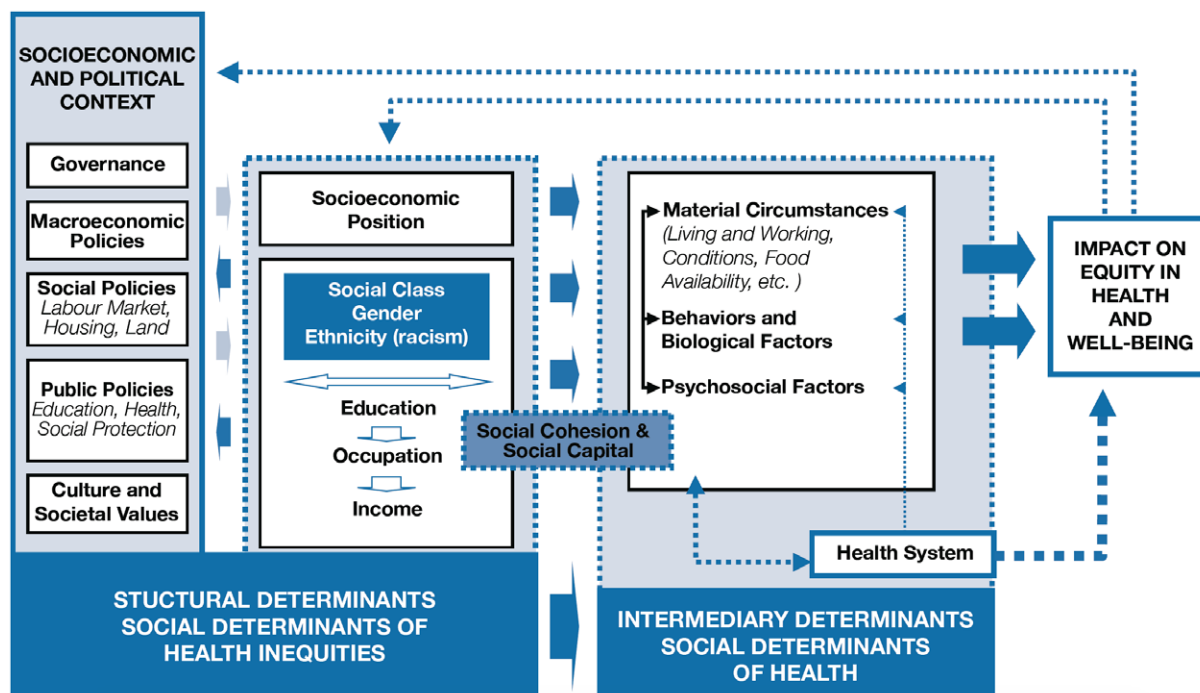 SOCIOECONOMIC
AND POLITICAL
CONTEXT
Governance
Macroeconomic
Policies
Social Policies
Labour Market,
Housing, Land
Public Policies
Education, Health,
Social Protection
Culture and
Societal Values
Socioeconomic
Position
Social Class
Gender
Ethnicity (racism)
Education
Occupation
Income
Social Cohesion &
Social Capital
Material Circumstances
(Living and Working,
Conditions, Food
Availability, etc. )
Behaviors and
Biological Factors
Psychosocial Factors
Health System
IMPACT ON
EQUITY IN
HEALTH
AND
WELL-BEING
STUCTURAL DETERMINANTS
SOCIAL DETERMINANTS OF
HEALTH INEQUITIES
INTERMEDIARY DETERMINANTS
SOCIAL DETERMINANTS
OF HEALTH